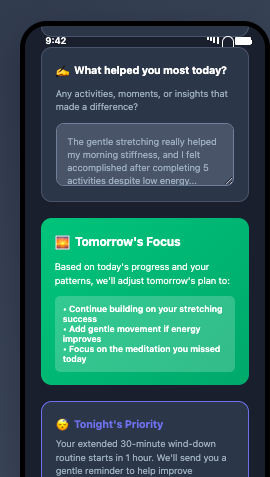 9:42
✍️ What helped you most today?
Any activities, moments, or insights that
made a difference?
The gentle stretching really helped
my morning stiffness, and I felt
accomplished after completing 5
activities despite low energy...
🌅 Tomorrow's Focus
Based on today's progress and your
patterns, we'll adjust tomorrow's plan to:
• Continue building on your stretching
success
• Add gentle movement if energy
improves
• Focus on the meditation you missed
today
😴 Tonight's Priority
Your extended 30-minute wind-down
routine starts in 1 hour. We'll send you a
gentle reminder to help improve